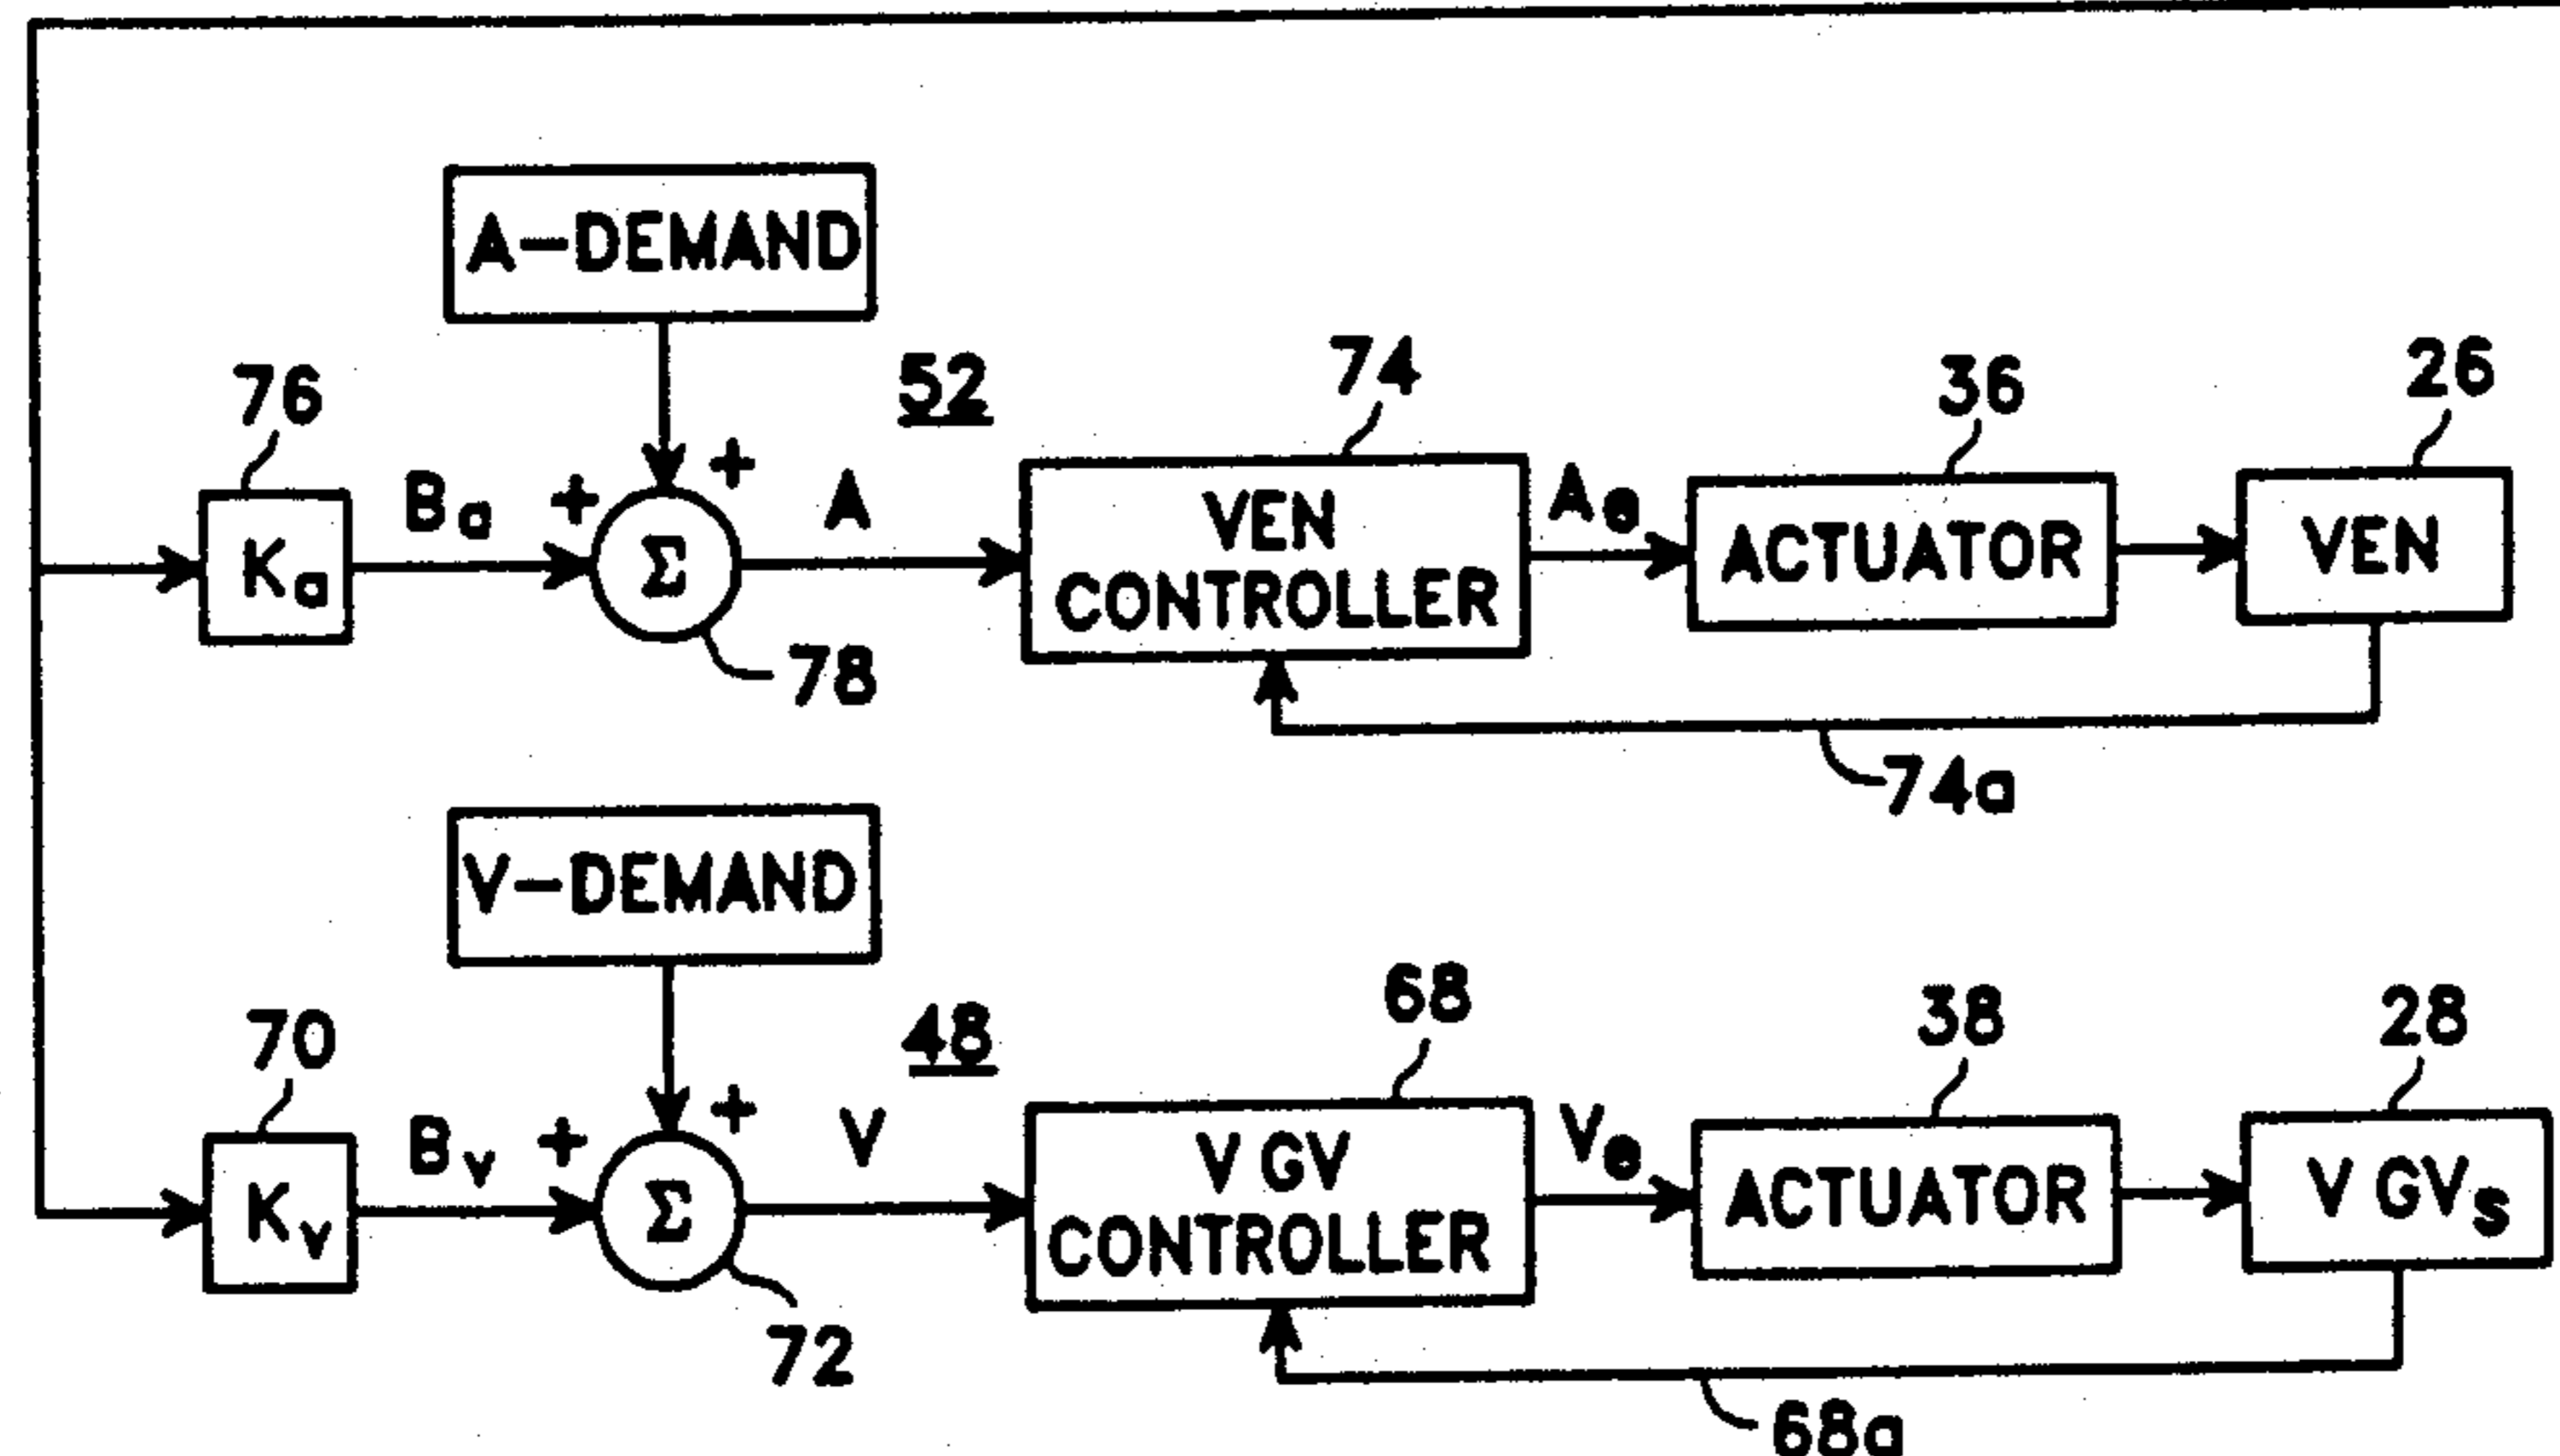 A-DEMAND
76
52
74
36
26
Ba
+
+
A
Ae
Ka
Σ
VEN
CONTROLLER
ACTUATOR
VEN
78
74a
V-DEMAND
70
48
68
38
28
Bv
+
+
V
Ve
Kv
Σ
V GV
CONTROLLER
ACTUATOR
V GVs
72
68a